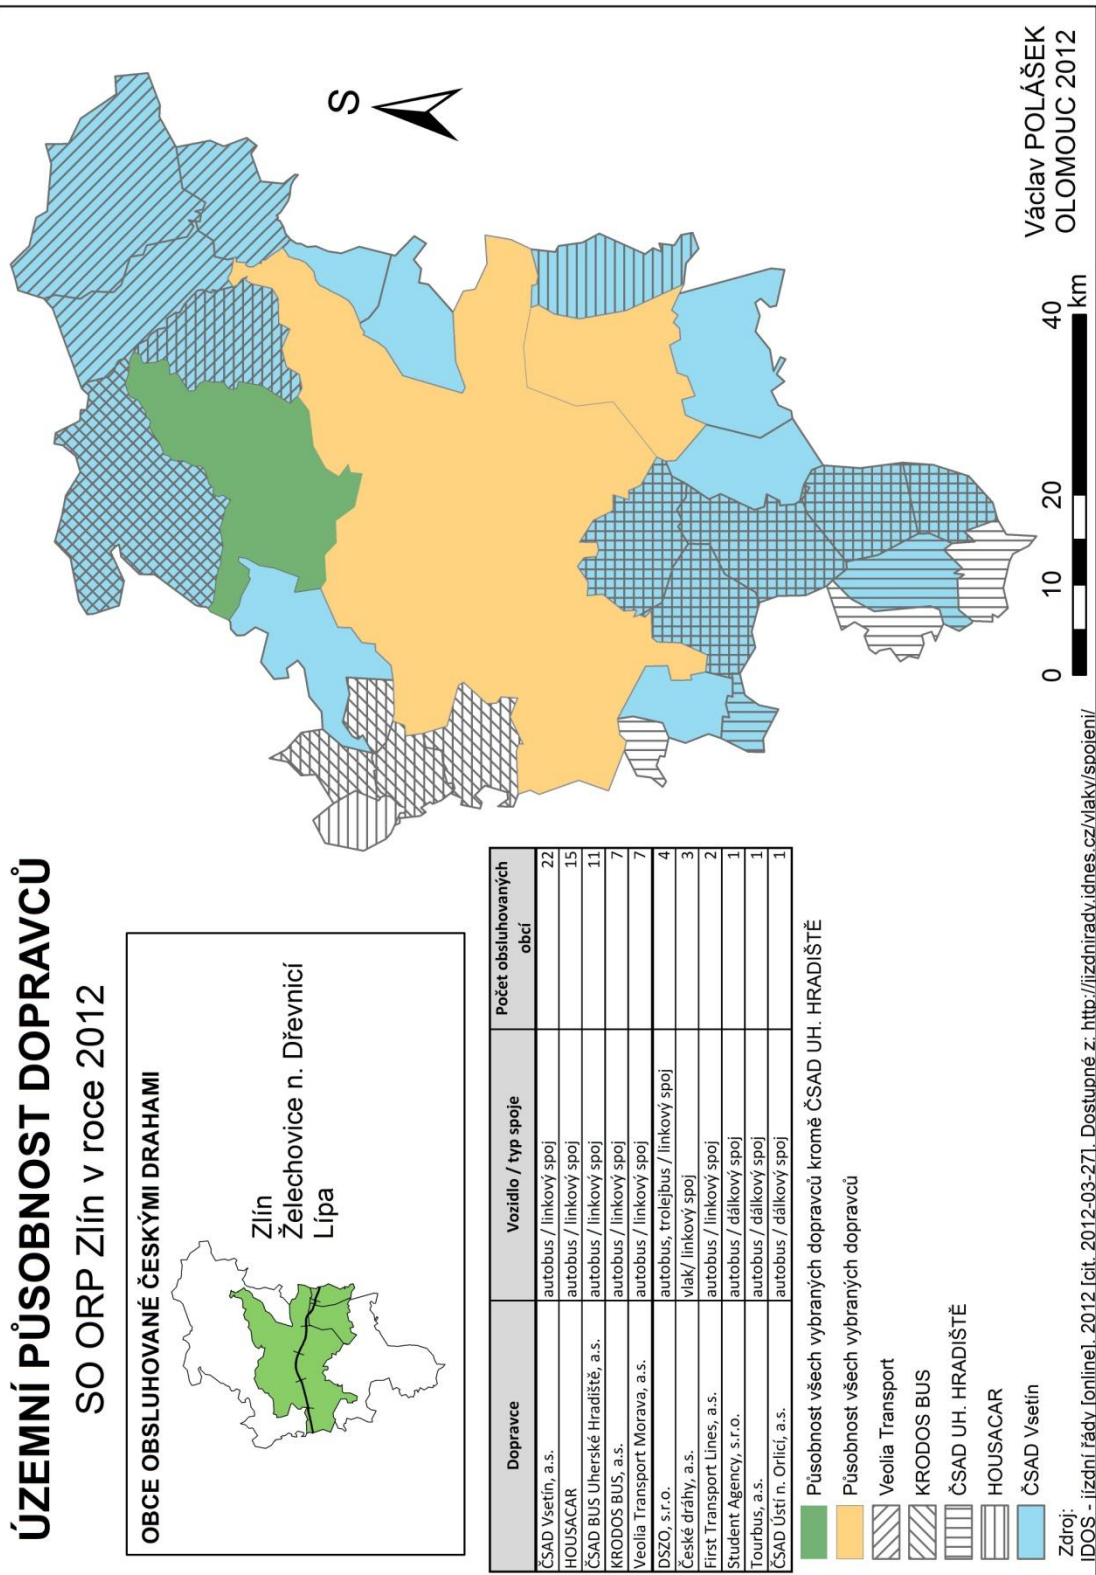 ÚZEMNÍ PŮSOBNOST DOPRAVCŮ
SO ORP Zlín v roce 2012
OBCE OBSLUHOVANÉ ČESKÝMI DRAHAMI
Zlín
Želechovice n. Dřevnicí
Lípa
Dopravce Vozidlo / typ spoje Počet obsluhovaných obcí
ČSAD Vsetín, a.s. autobus / linkový spoj 22
HOUSACAR autobus / linkový spoj 15
ČSAD BUS Uherské Hradiště, a.s. autobus / linkový spoj 11
KRODOS BUS, a.s. autobus / linkový spoj 7
Veolia Transport Morava, a.s. autobus / linkový spoj 7
DSZO, s.r.o. autobus, trolejbus / linkový spoj 4
České dráhy, a.s. vlak/ linkový spoj 3
First Transport Lines, a.s. autobus / linkový spoj 2
Student Agency, s.r.o. autobus / dálkový spoj 1
Tourbus, a.s. autobus / dálkový spoj 1
ČSAD Ústí n. Orlicí, a.s. autobus / dálkový spoj 1
Působnost všech vybraných dopravců kromě ČSAD UH. HRADIŠTĚ
Působnost všech vybraných dopravců
Veolia Transport
KRODOS BUS
ČSAD UH. HRADIŠTĚ
HOUSACAR
ČSAD Vsetín
Zdroj:
IDOS - jízdní řády [online]. 2012 [cit. 2012-03-27]. Dostupné z: http://jizdnirady.idnes.cz/vlaky/spojeni/
S
0 10 20 40
km
Václav POLÁŠEK
OLOMOUC 2012